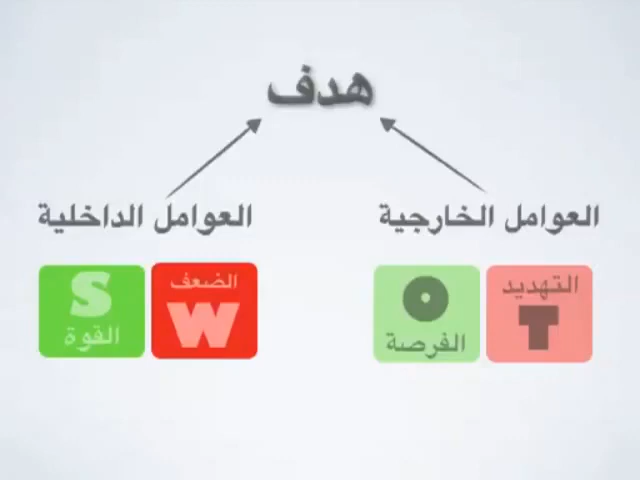 هدف
العوامل الخارجية
العوامل الداخلية
التهديد
T
O
الفرصة
الضعف
W
S
القوة